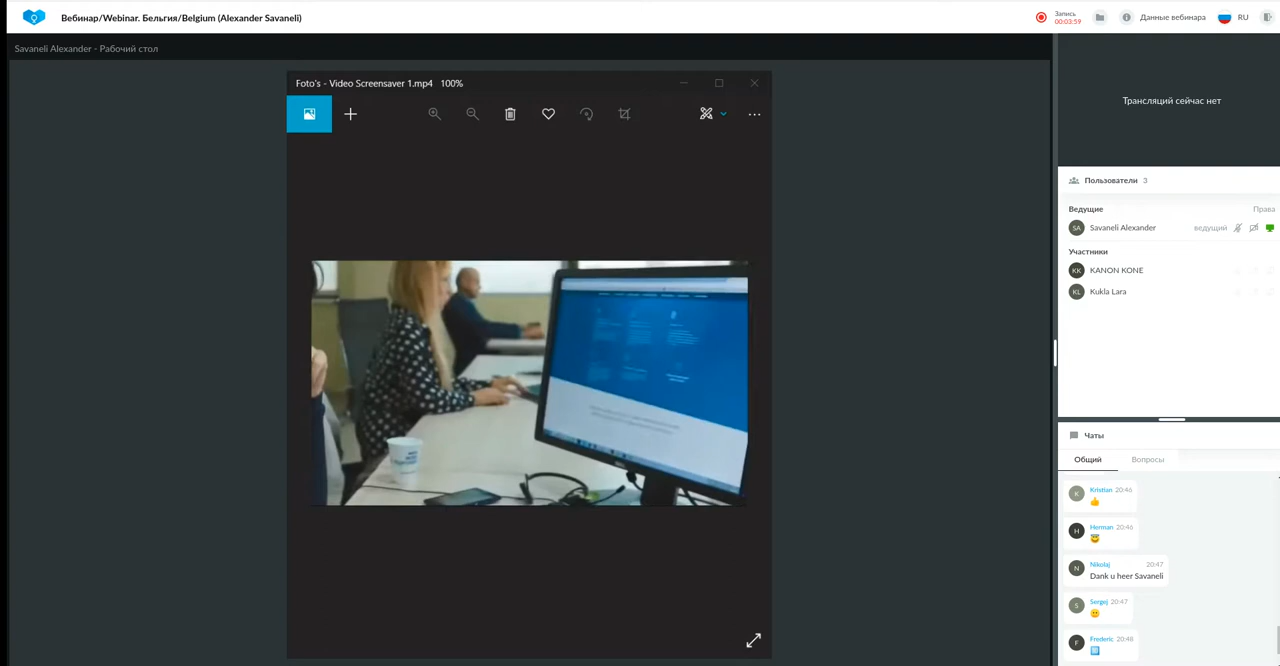 Вебинар/Webinar. Бельгия/Belgium (Alexander Savaneli)
Запись
00:03:59
Данные вебинара
RU
Savaneli Alexander - Рабочий стол
Foto's - Video Screensaver 1.mp4 100%
Трансляций сейчас нет
Пользователи 3
Ведущие
Права
SA
Savaneli Alexander
ведущий
Участники
KK
KANON KONE
KL
Kukla Lara
Чаты
Общий
Вопросы
K
Kristian 20:46
H
Herman 20:46
N
Nikolaj 20:47
Dank u heer Savaneli
S
Sergej 20:47
F
Frederic 20:48